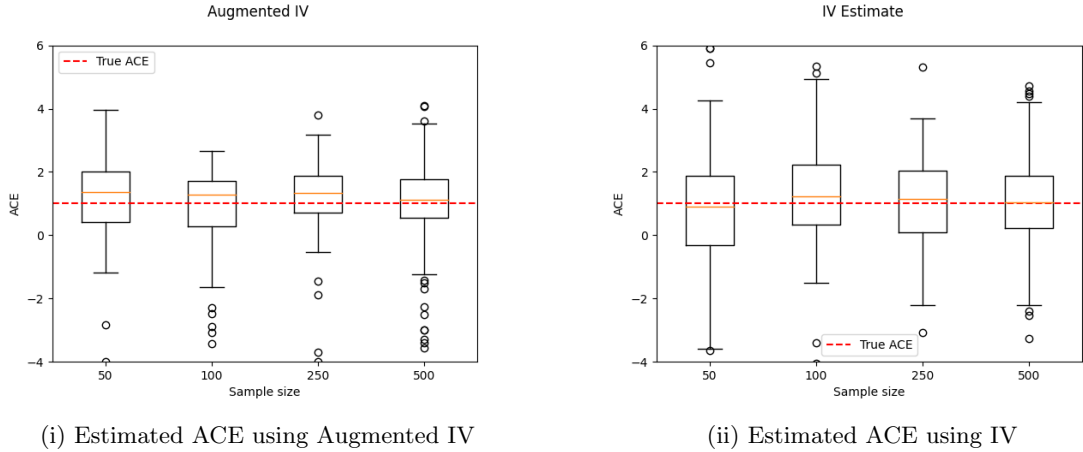 Augmented IV
6
4
2
0
−2
−4
ACE
True ACE
50
100
250
500
Sample size
(i) Estimated ACE using Augmented IV
IV Estimate
6
4
2
0
−2
−4
ACE
True ACE
50
100
250
500
Sample size
(ii) Estimated ACE using IV